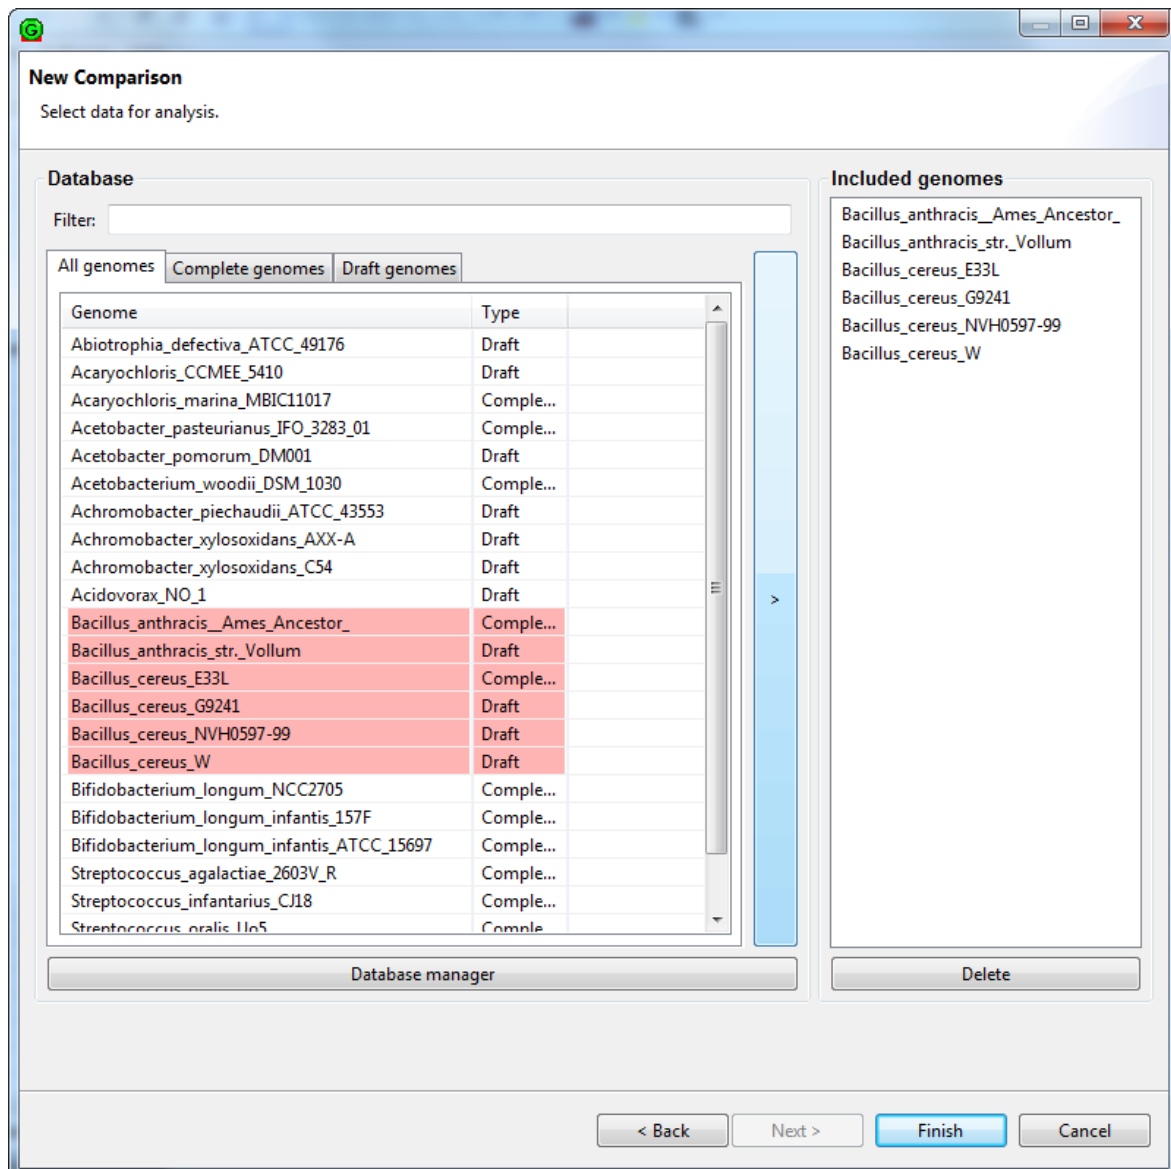 G
New Comparison
Select data for analysis.
Database
Filter:
All genomes Complete genomes Draft genomes
Genome Type
Abiotrophia_defectiva_ATCC_49176 Draft
Acaryochloris_CCMEE_5410 Draft
Acaryochloris_marina_MBIC11017 Comple...
Acetobacter_pasteurianus_IFO_3283_01 Comple...
Acetobacter_pomorum_DM001 Draft
Acetobacterium_woodii_DSM_1030 Comple...
Achromobacter_piechaudii_ATCC_43553 Draft
Achromobacter_xylosoxidans_AXX-A Draft
Achromobacter_xylosoxidans_C54 Draft
Acidovorax_NO_1 Draft
Bacillus_anthracis__Ames_Ancestor_ Comple...
Bacillus_anthracis_str._Vollum Draft
Bacillus_cereus_E33L Comple...
Bacillus_cereus_G9241 Draft
Bacillus_cereus_NVH0597-99 Draft
Bacillus_cereus_W Draft
Bifidobacterium_longum_NCC2705 Comple...
Bifidobacterium_longum_infantis_157F Comple...
Bifidobacterium_longum_infantis_ATCC_15697 Comple...
Streptococcus_agalactiae_2603V_R Comple...
Streptococcus_infantarius_CJ18 Comple...
Streptococcus_oralis_Uo5 Comple...
>
Database manager
Included genomes
Bacillus_anthracis__Ames_Ancestor_
Bacillus_anthracis_str._Vollum
Bacillus_cereus_E33L
Bacillus_cereus_G9241
Bacillus_cereus_NVH0597-99
Bacillus_cereus_W
Delete
< Back Next > Finish Cancel